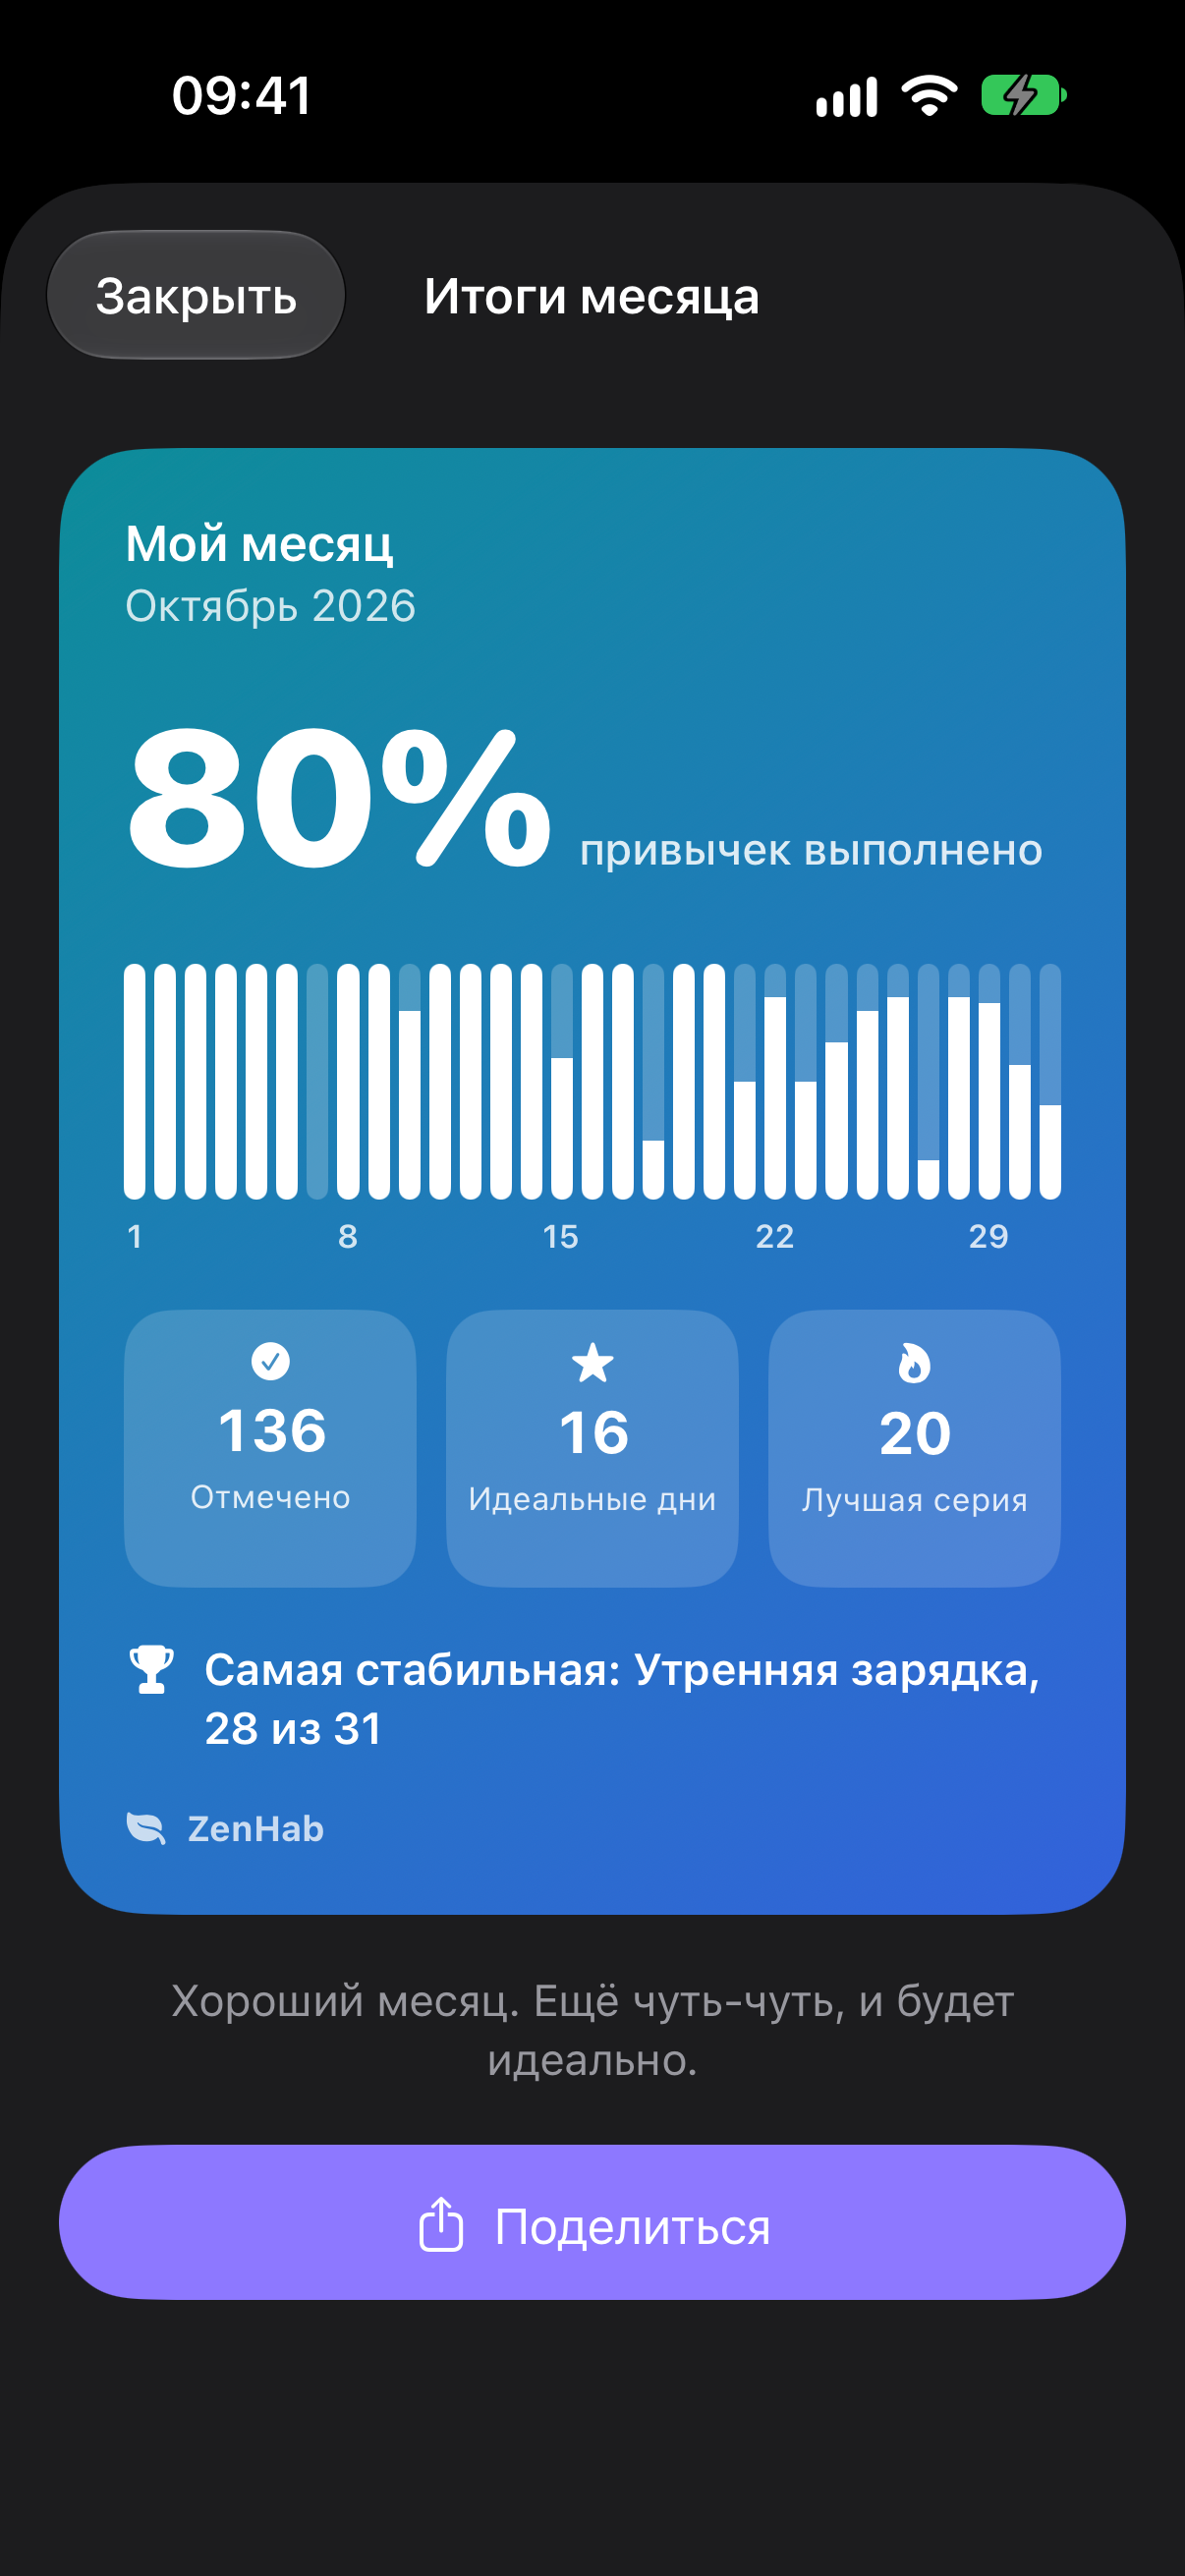 09:41
Закрыть
Итоги месяца
Мой месяц
Октябрь 2026
80% привычек выполнено
1 8 15 22 29
136 16 20
Отмечено Идеальные дни Лучшая серия
Самая стабильная: Утренняя зарядка,
28 из 31
ZenHab
Хороший месяц. Ещё чуть-чуть, и будет
идеально.
Поделиться